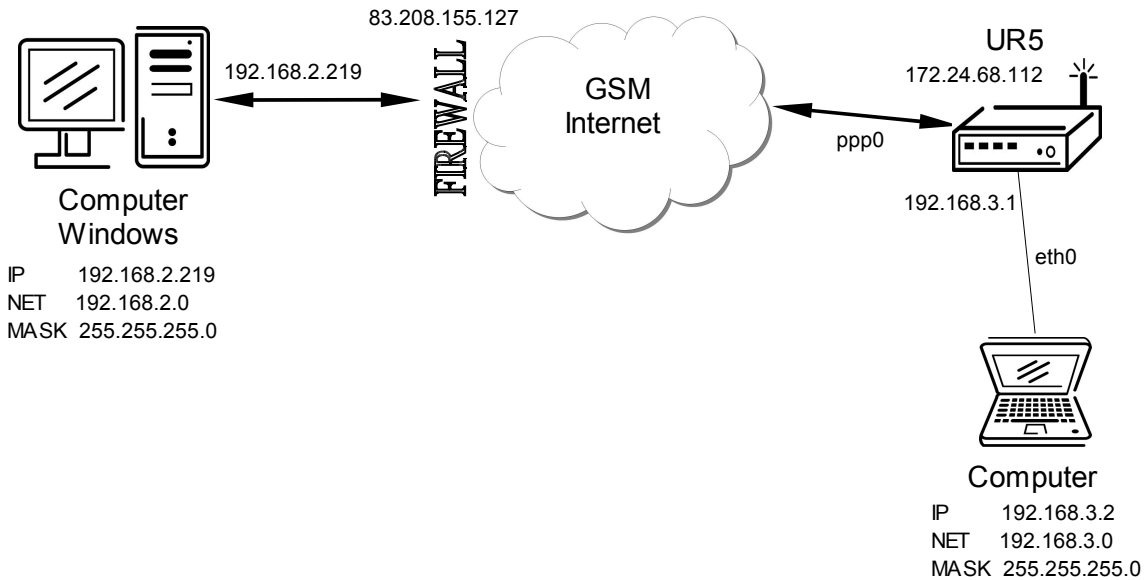 83.208.155.127
192.168.2.219
FIREWALL
GSM
Internet
UR5
172.24.68.112
ppp0
192.168.3.1
eth0
Computer
Windows
IP 192.168.2.219
NET 192.168.2.0
MASK 255.255.255.0
Computer
IP 192.168.3.2
NET 192.168.3.0
MASK 255.255.255.0